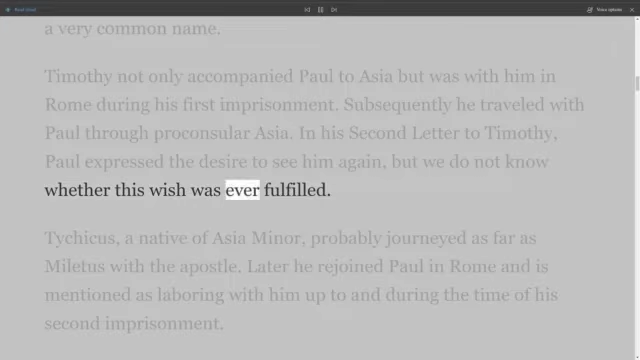 Read aloud
Voice options
a very common name.
Timothy not only accompanied Paul to Asia but was with him in
Rome during his first imprisonment. Subsequently he traveled with
Paul through proconsular Asia. In his Second Letter to Timothy,
Paul expressed the desire to see him again, but we do not know
whether this wish was ever fulfilled.
Tychicus, a native of Asia Minor, probably journeyed as far as
Miletus with the apostle. Later he rejoined Paul in Rome and is
mentioned as laboring with him up to and during the time of his
second imprisonment.